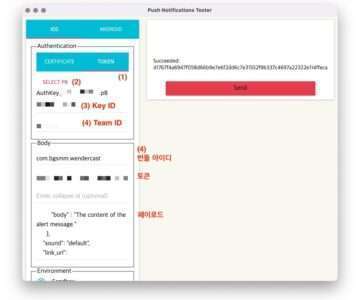 Push Notifications Tester
IOS
ANDROID
Authentication
CERTIFICATE
TOKEN
(1)
SELECT P8 (2)
AuthKey_
.p8
(3) Key ID
(4) Team ID
Body
(4)
번들 아이디
com.bgsmm.wendercast
토큰
Enter collapse id (optional)
페이로드
"body" : "The content of the
alert message."
},
"sound": "default",
"link_url":
Environment
Succeeded:
Send